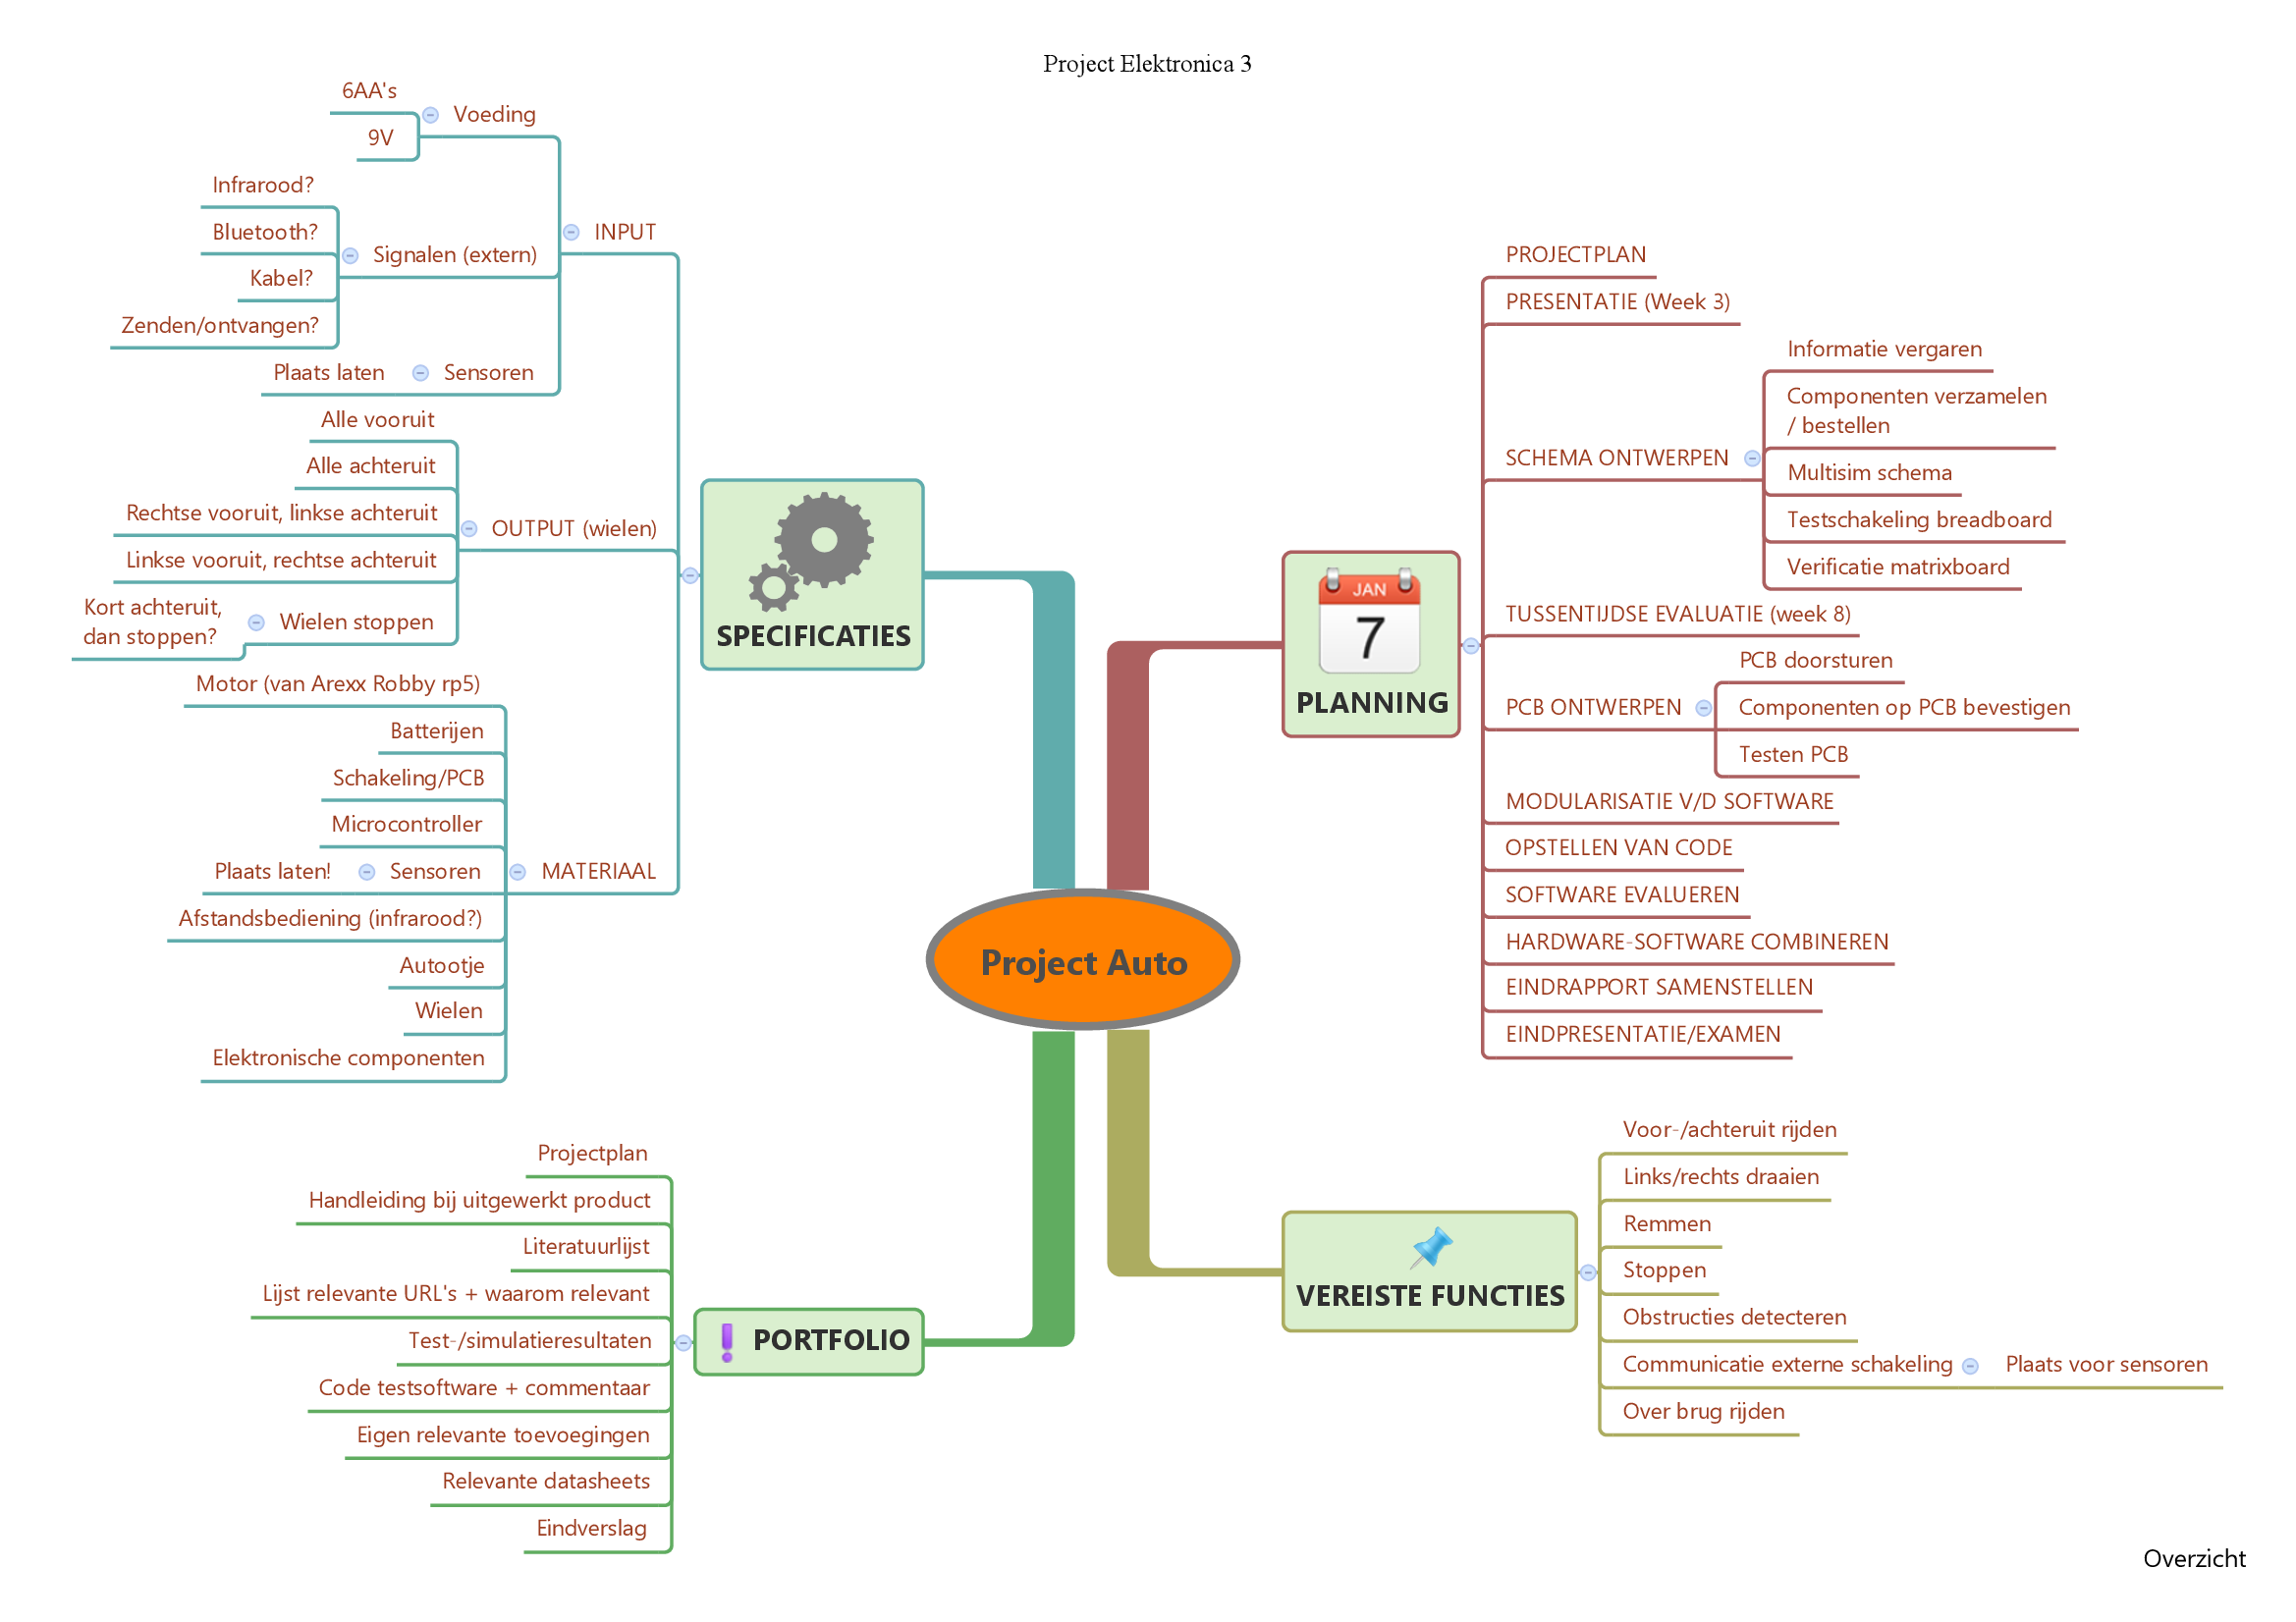 Project Elektronica 3
6AA's
9V
Voeding
Infrarood?
Bluetooth?
Kabel?
Zenden/ontvangen?
Signalen (extern)
Plaats laten
Sensoren
INPUT
Alle vooruit
Alle achteruit
Rechtse vooruit, linkse achteruit
Linkse vooruit, rechtse achteruit
Kort achteruit,
dan stoppen?
Wielen stoppen
OUTPUT (wielen)
Motor (van Arexx Robby rp5)
Batterijen
Schakeling/PCB
Microcontroller
Plaats laten!
Sensoren
Afstandsbediening (infrarood?)
Autootje
Wielen
Elektronische componenten
MATERIAAL
SPECIFICATIES
JAN
7
PLANNING
PROJECTPLAN
PRESENTATIE (Week 3)
SCHEMA ONTWERPEN
Informatie vergaren
Componenten verzamelen
/ bestellen
Multisim schema
Testschakeling breadboard
Verificatie matrixboard
TUSSENTIJDSE EVALUATIE (week 8)
PCB ONTWERPEN
PCB doorsturen
Componenten op PCB bevestigen
Testen PCB
MODULARISATIE V/D SOFTWARE
OPSTELLEN VAN CODE
SOFTWARE EVALUEREN
HARDWARE-SOFTWARE COMBINEREN
EINDRAPPORT SAMENSTELLEN
EINDPRESENTATIE/EXAMEN
Project Auto
Projectplan
Handleiding bij uitgewerkt product
Literatuurlijst
Lijst relevante URL's + waarom relevant
Test-/simulatieresultaten
Code testsoftware + commentaar
Eigen relevante toevoegingen
Relevante datasheets
Eindverslag
PORTFOLIO
VEREISTE FUNCTIES
Voor-/achteruit rijden
Links/rechts draaien
Remmen
Stoppen
Obstructies detecteren
Communicatie externe schakeling
Plaats voor sensoren
Over brug rijden
Overzicht